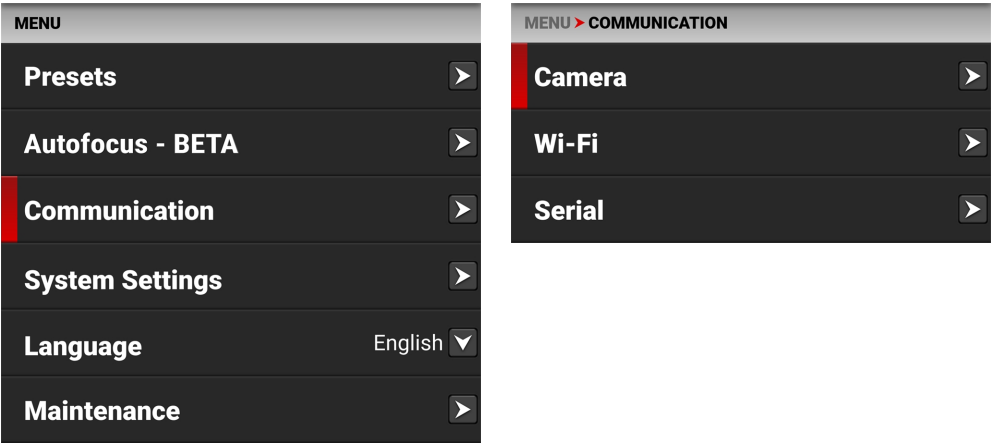 MENU
Presets
Autofocus - BETA
Communication
System Settings
Language English
Maintenance
MENU > COMMUNICATION
Camera
Wi-Fi
Serial